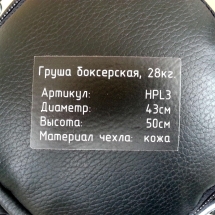 Груша боксерская, 28кг.
Артикул: HPL3
Диаметр: 43см
Высота: 50см
Материал чехла: кожа